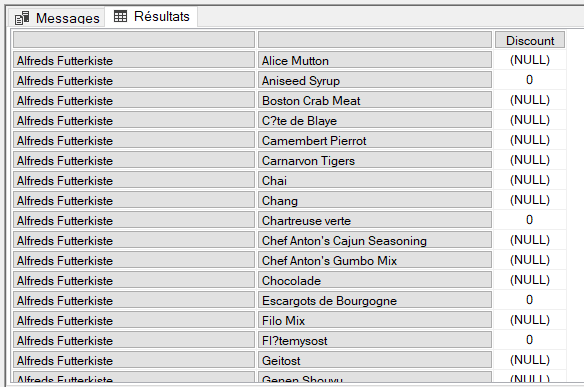 Messages Résultats
Discount
Alfreds Futterkiste Alice Mutton (NULL)
Alfreds Futterkiste Aniseed Syrup 0
Alfreds Futterkiste Boston Crab Meat (NULL)
Alfreds Futterkiste C?te de Blaye (NULL)
Alfreds Futterkiste Camembert Pierrot (NULL)
Alfreds Futterkiste Carnarvon Tigers (NULL)
Alfreds Futterkiste Chai (NULL)
Alfreds Futterkiste Chang (NULL)
Alfreds Futterkiste Chartreuse verte 0
Alfreds Futterkiste Chef Anton's Cajun Seasoning (NULL)
Alfreds Futterkiste Chef Anton's Gumbo Mix (NULL)
Alfreds Futterkiste Chocolade (NULL)
Alfreds Futterkiste Escargots de Bourgogne 0
Alfreds Futterkiste Filo Mix (NULL)
Alfreds Futterkiste Fl?temysost 0
Alfreds Futterkiste Geitost (NULL)
Alfreds Futterkiste Genen Shouyu (NULL)